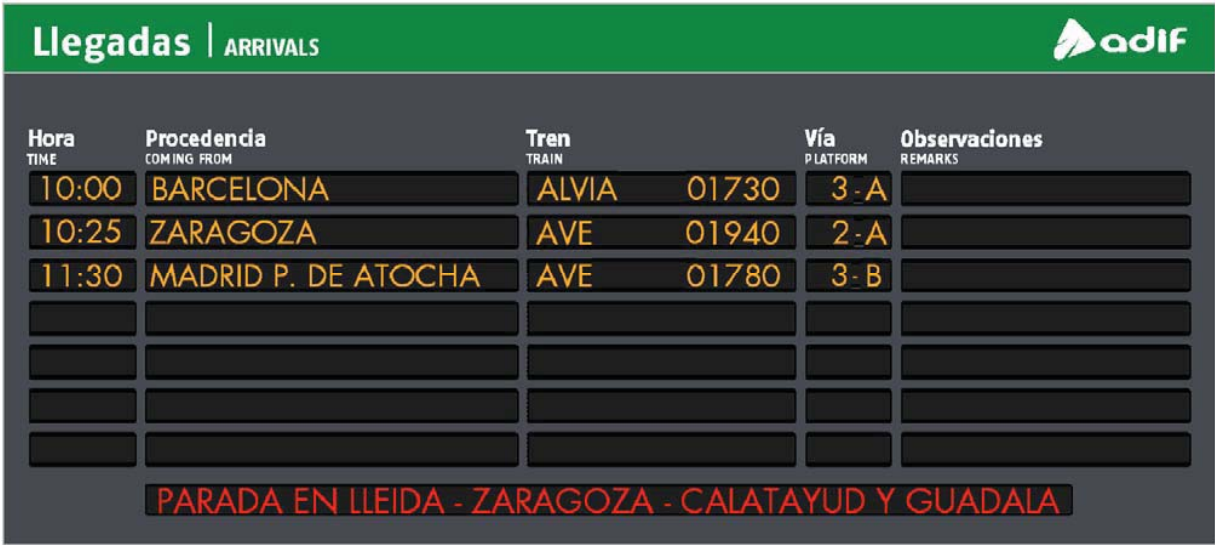 Llegadas | ARRIVALS adif
Hora Procedencia Tren Vía Observaciones
TIME COMING FROM TRAIN PLATFORM REMARKS
10:00 BARCELONA ALVIA 01730 3-A
10:25 ZARAGOZA AVE 01940 2-A
11:30 MADRID P. DE ATOCHA AVE 01780 3-B
PARADA EN LLEIDA - ZARAGOZA - CALATAYUD Y GUADALA